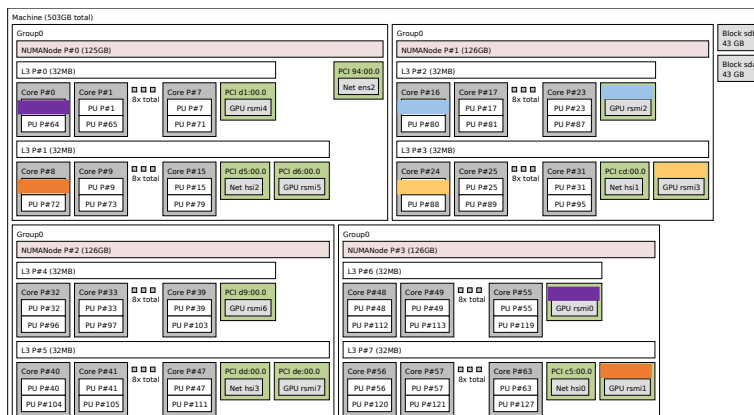 Machine (503GB total)
Group0
NUMANode P#0 (125GB)
L3 P#0 (32MB)
Core P#0
PU P#64
Core P#1
PU P#1
PU P#65
8x total
Core P#7
PU P#7
PU P#71
PCI d1:00.0
GPU rsmi4
PCI 94:00.0
Net ens2
L3 P#1 (32MB)
Core P#8
PU P#72
Core P#9
PU P#9
PU P#73
8x total
Core P#15
PU P#15
PU P#79
PCI d5:00.0
Net hsi2
PCI d6:00.0
GPU rsmi5
Group0
NUMANode P#1 (126GB)
L3 P#2 (32MB)
Core P#16
PU P#80
Core P#17
PU P#17
PU P#81
8x total
Core P#23
PU P#23
PU P#87
GPU rsmi2
L3 P#3 (32MB)
Core P#24
PU P#88
Core P#25
PU P#25
PU P#89
8x total
Core P#31
PU P#31
PU P#95
PCI cd:00.0
Net hsi1
GPU rsmi3
Block sdb
43 GB
Block sda
43 GB
Group0
NUMANode P#2 (126GB)
L3 P#4 (32MB)
Core P#32
PU P#32
PU P#96
Core P#33
PU P#33
PU P#97
8x total
Core P#39
PU P#39
PU P#103
PCI d9:00.0
GPU rsmi6
L3 P#5 (32MB)
Core P#40
PU P#40
PU P#104
Core P#41
PU P#41
PU P#105
8x total
Core P#47
PU P#47
PU P#111
PCI dd:00.0
Net hsi3
PCI de:00.0
GPU rsmi7
Group0
NUMANode P#3 (126GB)
L3 P#6 (32MB)
Core P#48
PU P#48
PU P#112
Core P#49
PU P#49
PU P#113
8x total
Core P#55
PU P#55
PU P#119
GPU rsmi0
L3 P#7 (32MB)
Core P#56
PU P#56
PU P#120
Core P#57
PU P#57
PU P#121
8x total
Core P#63
PU P#63
PU P#127
PCI c5:00.0
Net hsi0
GPU rsmi1